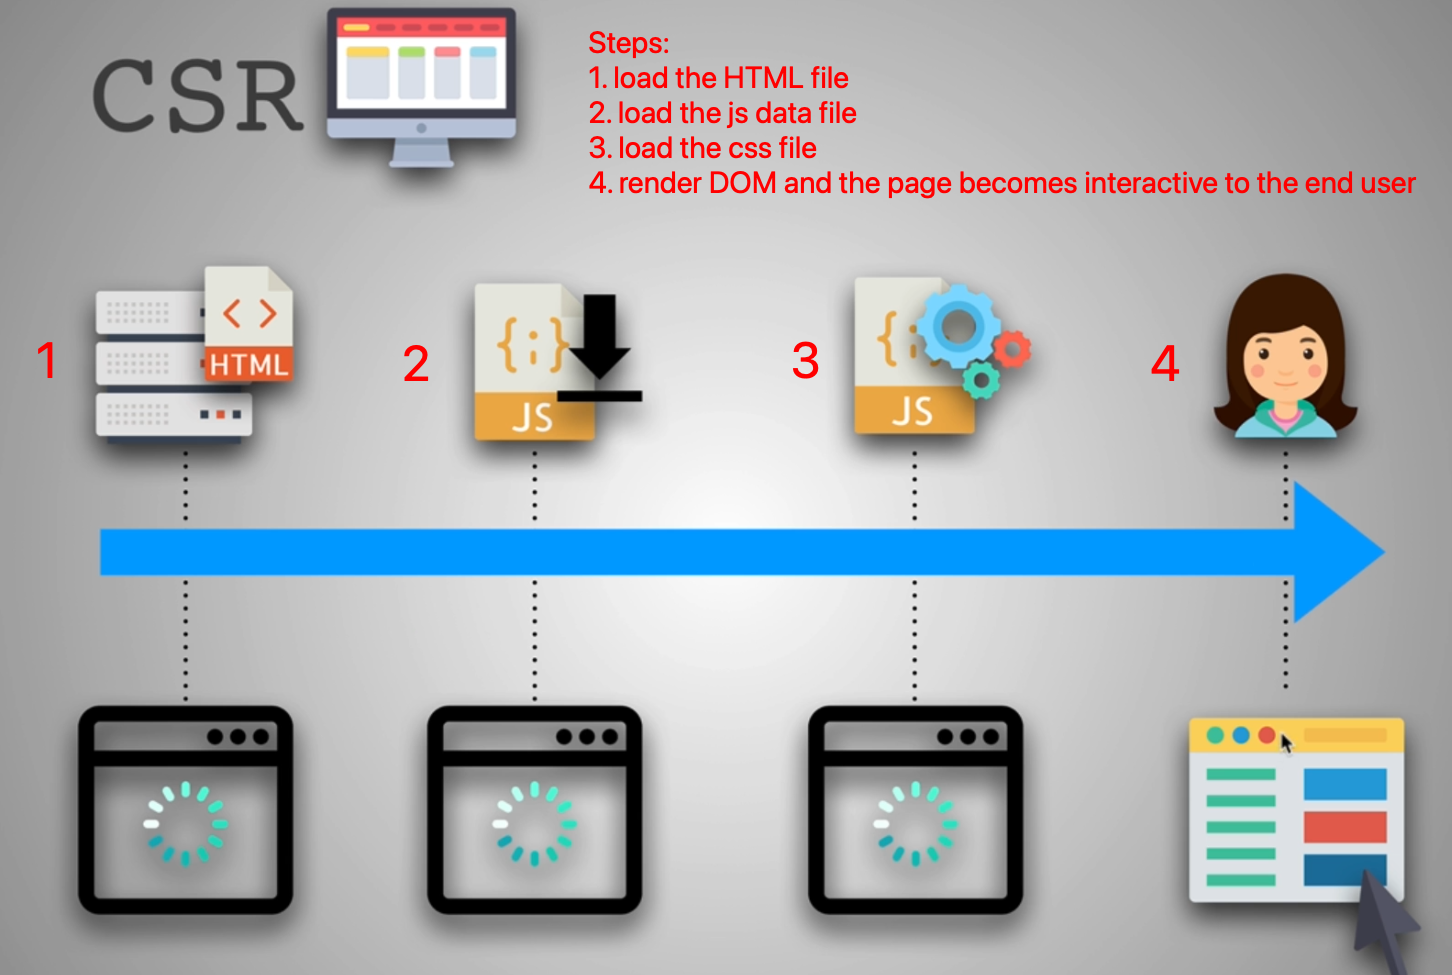 CSR
Steps:
1. load the HTML file
2. load the js data file
3. load the css file
4. render DOM and the page becomes interactive to the end user
1
HTML
2
{;}
JS
3
JS
4